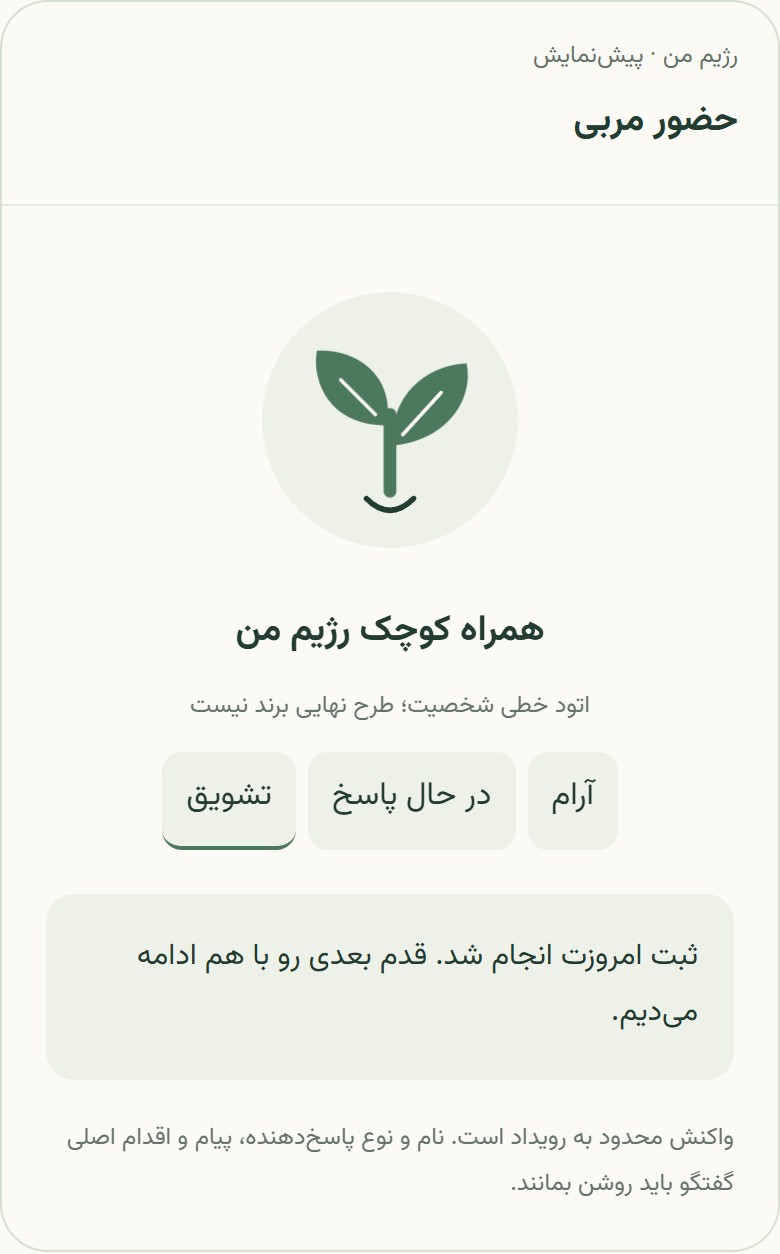 رژیم من · پیش‌نمایش
حضور مربی
همراه کوچک رژیم من
اتود خطی شخصیت؛ طرح نهایی برند نیست
آرام
در حال پاسخ
تشویق
ثبت امروزت انجام شد. قدم بعدی رو با هم ادامه
می‌دیم.
واکنش محدود به رویداد است. نام و نوع پاسخ‌دهنده، پیام و اقدام اصلی
گفتگو باید روشن بمانند.